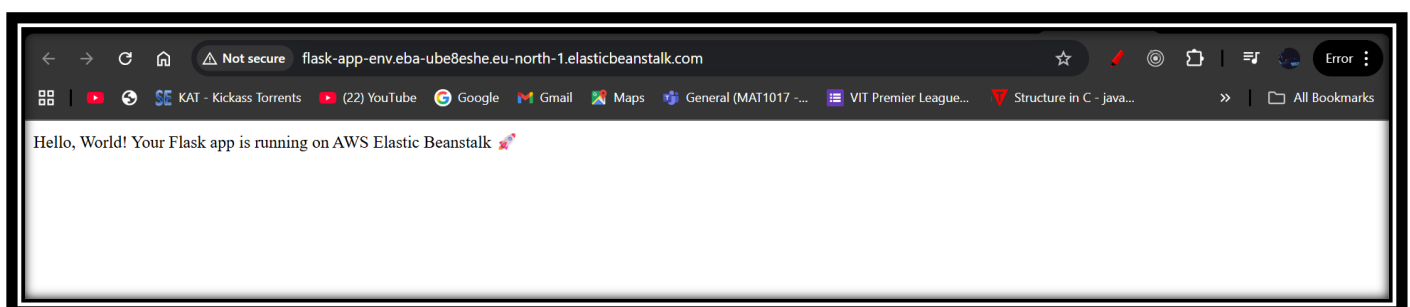 Not secure flask-app-env.eba-ube8eshe.eu-north-1.elasticbeanstalk.com Error
KAT - Kickass Torrents (22) YouTube Google Gmail Maps General (MAT1017 -... VIT Premier League... Structure in C - java... » All Bookmarks
Hello, World! Your Flask app is running on AWS Elastic Beanstalk 🚀